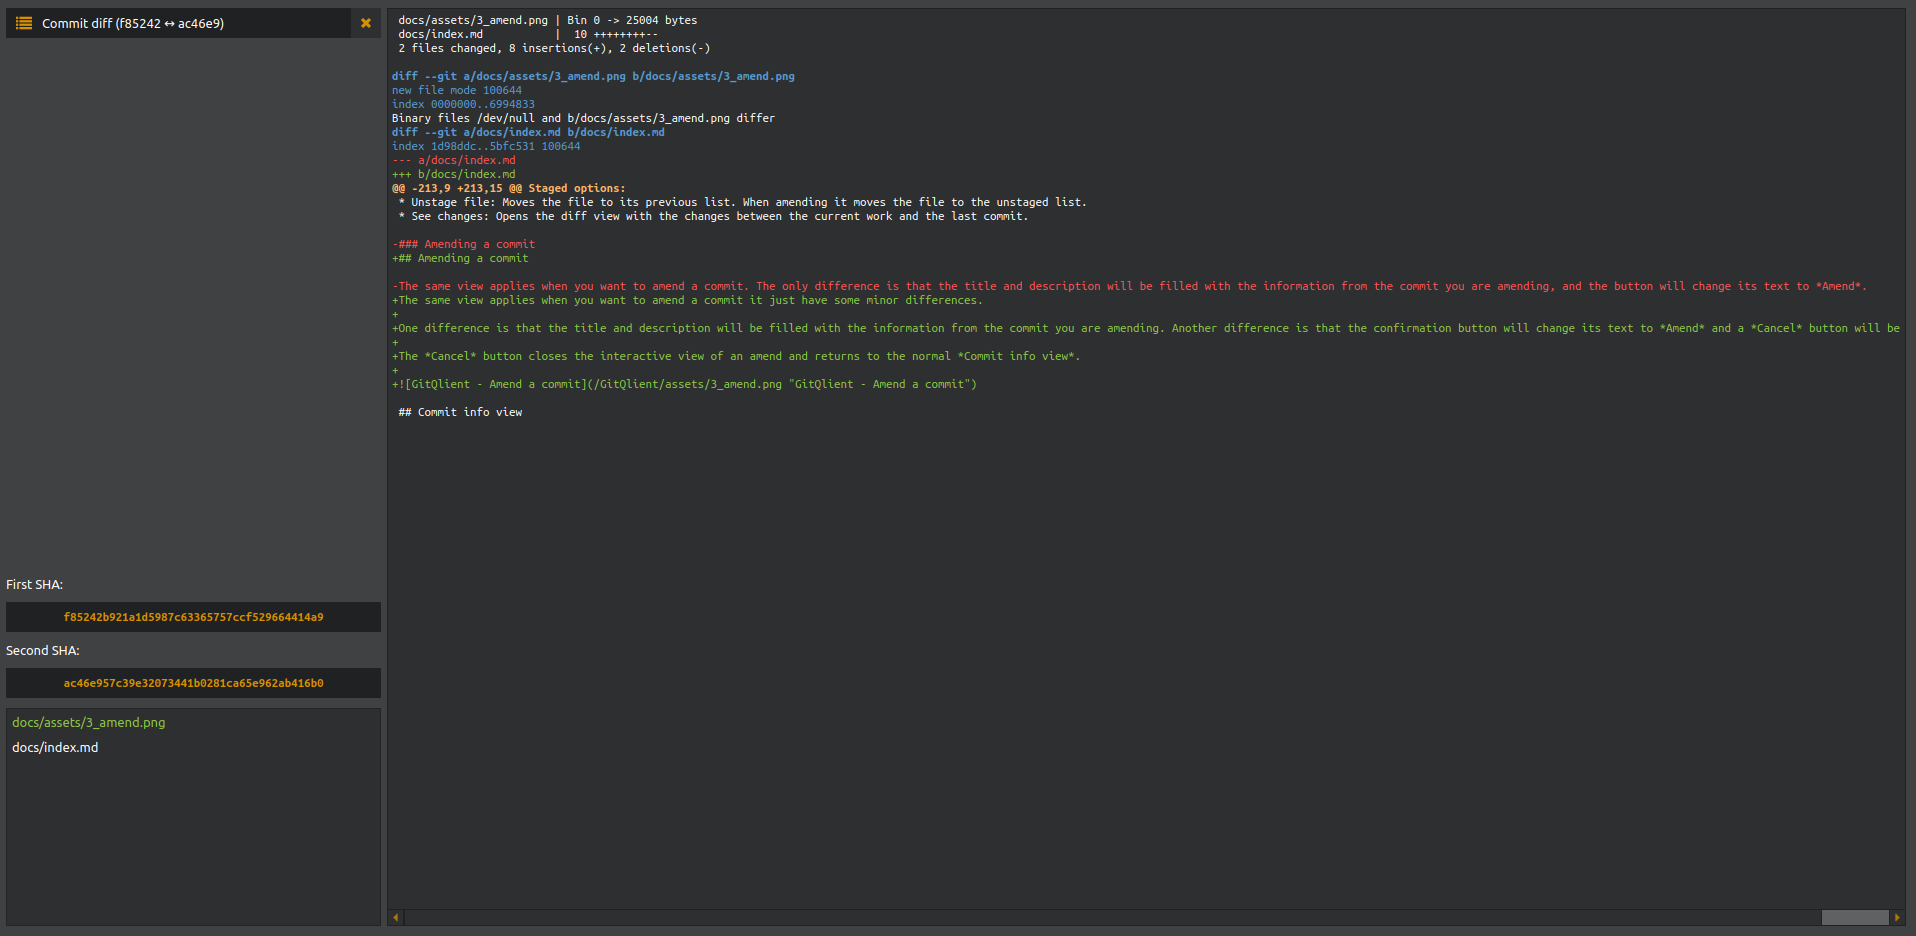 Commit diff (f85242 ↔ ac46e9)
First SHA:
f85242b921a1d5987c63365757ccf529664414a9
Second SHA:
ac46e957c39e32073441b0281ca65e962ab416b0
docs/assets/3_amend.png
docs/index.md
docs/assets/3_amend.png | Bin 0 -> 25004 bytes
docs/index.md           |  10 ++++++++--
2 files changed, 8 insertions(+), 2 deletions(-)
diff --git a/docs/assets/3_amend.png b/docs/assets/3_amend.png
new file mode 100644
index 0000000..6994833
Binary files /dev/null and b/docs/assets/3_amend.png differ
diff --git a/docs/index.md b/docs/index.md
index 1d98ddc..5bfc531 100644
--- a/docs/index.md
+++ b/docs/index.md
@@ -213,9 +213,15 @@ Staged options:
* Unstage file: Moves the file to its previous list. When amending it moves the file to the unstaged list.
* See changes: Opens the diff view with the changes between the current work and the last commit.
-### Amending a commit
+## Amending a commit
-The same view applies when you want to amend a commit. The only difference is that the title and description will be filled with the information from the commit you are amending, and the button will change its text to *Amend*.
+The same view applies when you want to amend a commit it just have some minor differences.
+
+One difference is that the title and description will be filled with the information from the commit you are amending. Another difference is that the confirmation button will change its text to *Amend* and a *Cancel* button will be
+
+The *Cancel* button closes the interactive view of an amend and returns to the normal *Commit info view*.
+
+![GitQlient - Amend a commit](/GitQlient/assets/3_amend.png "GitQlient - Amend a commit")
## Commit info view